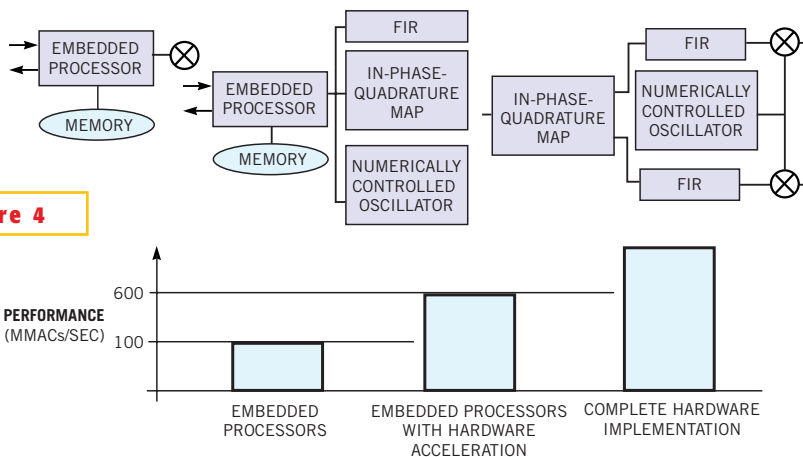 EMBEDDED
PROCESSOR
MEMORY
EMBEDDED
PROCESSOR
MEMORY
FIR
IN-PHASE-
QUADRATURE
MAP
NUMERICALLY
CONTROLLED
OSCILLATOR
IN-PHASE-
QUADRATURE
MAP
FIR
NUMERICALLY
CONTROLLED
OSCILLATOR
FIR
re 4
PERFORMANCE
(MMACs/SEC)
600
100
EMBEDDED
PROCESSORS
EMBEDDED PROCESSORS
WITH HARDWARE
ACCELERATION
COMPLETE HARDWARE
IMPLEMENTATION